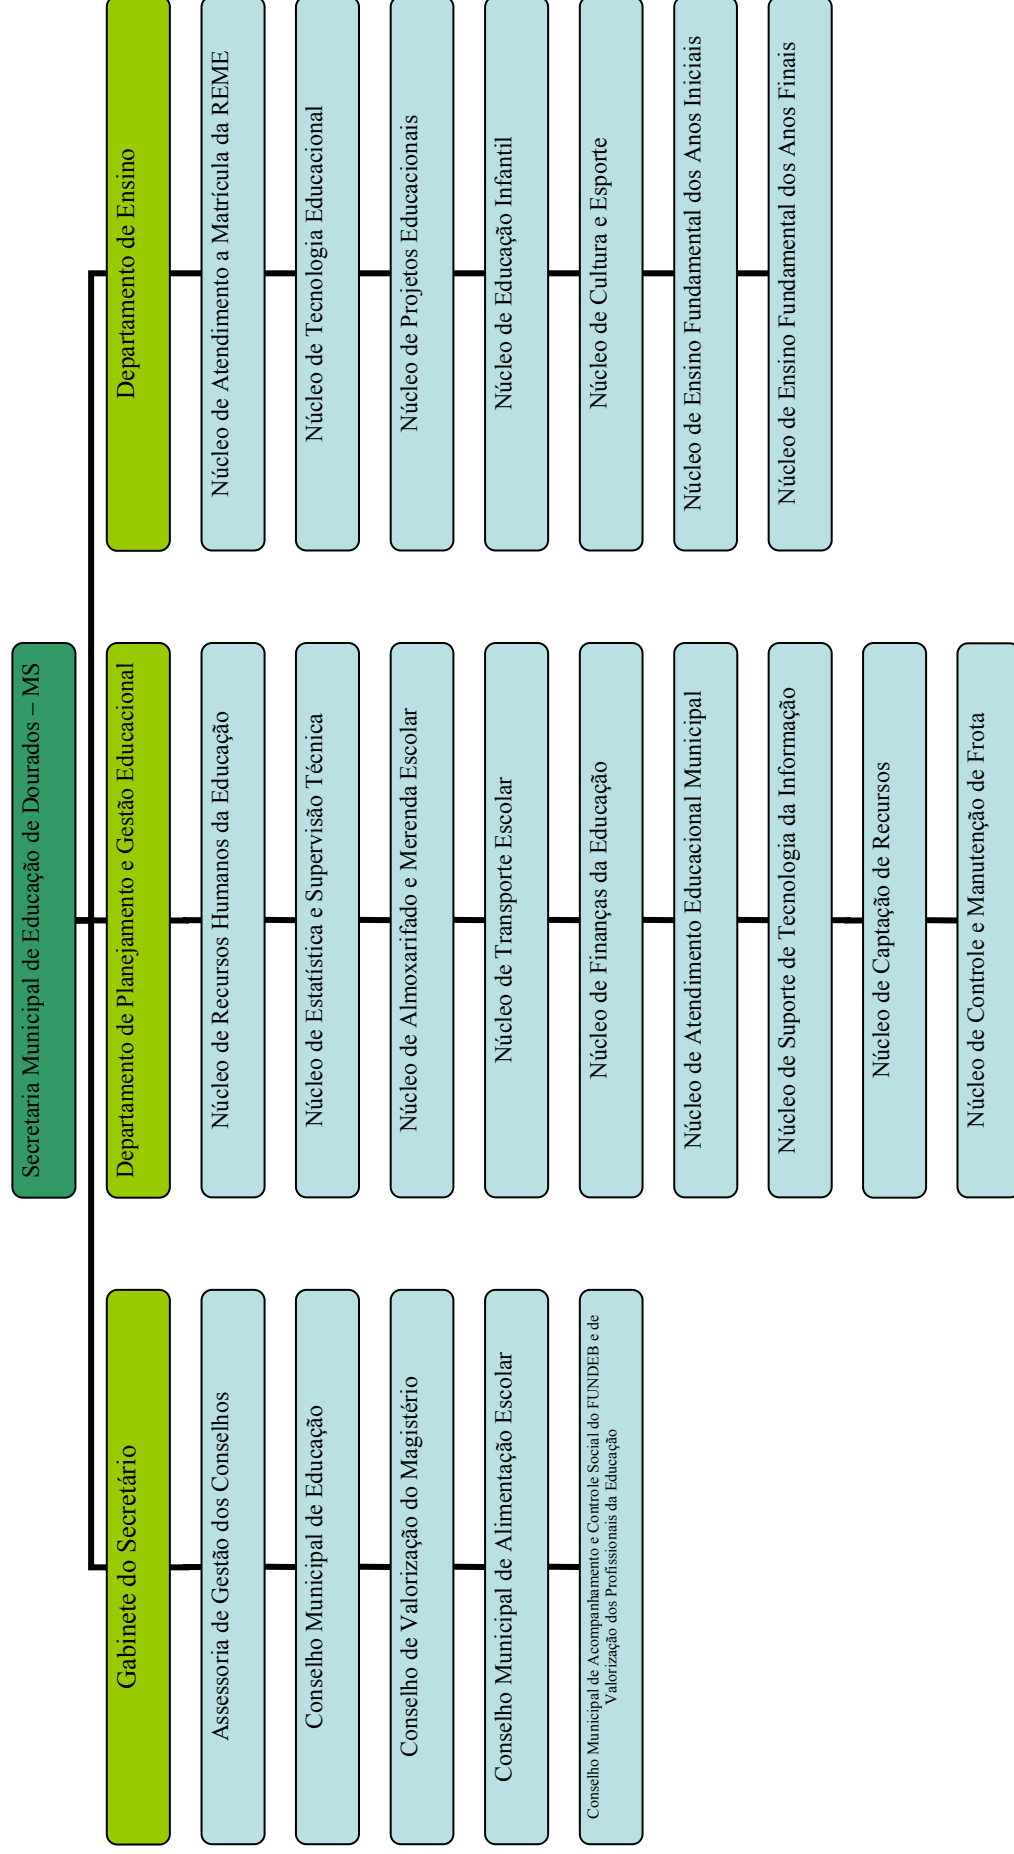 Secretaria Municipal de Educação de Dourados – MS
Gabinete do Secretário
Assessoria de Gestão dos Conselhos
Conselho Municipal de Educação
Conselho de Valorização do Magistério
Conselho Municipal de Alimentação Escolar
Conselho Municipal de Acompanhamento e Controle Social do FUNDEB e de
Valorização dos Profissionais da Educação
Departamento de Planejamento e Gestão Educacional
Núcleo de Recursos Humanos da Educação
Núcleo de Estatística e Supervisão Técnica
Núcleo de Almoxarifado e Merenda Escolar
Núcleo de Transporte Escolar
Núcleo de Finanças da Educação
Núcleo de Atendimento Educacional Municipal
Núcleo de Suporte de Tecnologia da Informação
Núcleo de Captação de Recursos
Núcleo de Controle e Manutenção de Frota
Departamento de Ensino
Núcleo de Atendimento a Matrícula da REME
Núcleo de Tecnologia Educacional
Núcleo de Projetos Educacionais
Núcleo de Educação Infantil
Núcleo de Cultura e Esporte
Núcleo de Ensino Fundamental dos Anos Iniciais
Núcleo de Ensino Fundamental dos Anos Finais